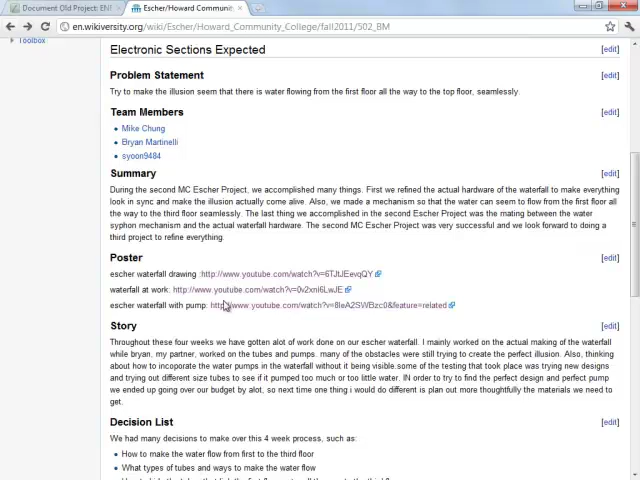 Document Old Project: EN
Escher/Howard Communit
en.wikiversity.org/wiki/Escher/Howard_Community_College/fall2011/502_BM
Toolbox
Electronic Sections Expected [edit]
Problem Statement [edit]
Try to make the illusion seem that there is water flowing from the first floor all the way to the top floor, seamlessly.
Team Members [edit]
Mike Chung
Bryan Martinelli
syoon9484
Summary [edit]
During the second MC Escher Project, we accomplished many things. First we refined the actual hardware of the waterfall to make everything
look in sync and make the illusion actually come alive. Also, we made a mechanism so that the water can seem to flow from the first floor all
the way to the third floor seamlessly. The last thing we accomplished in the second Escher Project was the mating between the water
syphon mechanism and the actual waterfall hardware. The second MC Escher Project was very successful and we look forward to doing a
third project to refine everything.
Poster [edit]
escher waterfall drawing :http://www.youtube.com/watch?v=6TJtJEevqQY
waterfall at work: http://www.youtube.com/watch?v=0v2xnI6LwJE
escher waterfall with pump: http://www.youtube.com/watch?v=8leA2SWBzc0&feature=related
Story [edit]
Throughout these four weeks we have gotten alot of work done on our escher waterfall. I mainly worked on the actual making of the waterfall
while bryan, my partner, worked on the tubes and pumps. many of the obstacles were still trying to create the perfect illusion. Also, thinking
about how to incoporate the water pumps in the waterfall without it being visible.some of the testing that took place was trying new designs
and trying out different size tubes to see if it pumped too much or too little water. IN order to try to find the perfect design and perfect pump
we ended up going over our budget by alot, so next time one thing i would do different is plan out more thoughtfully the materials we need to
get.
Decision List [edit]
We had many decisions to make over this 4 week process, such as:
How to make the water flow from first to the third floor
What types of tubes and ways to make the water flow